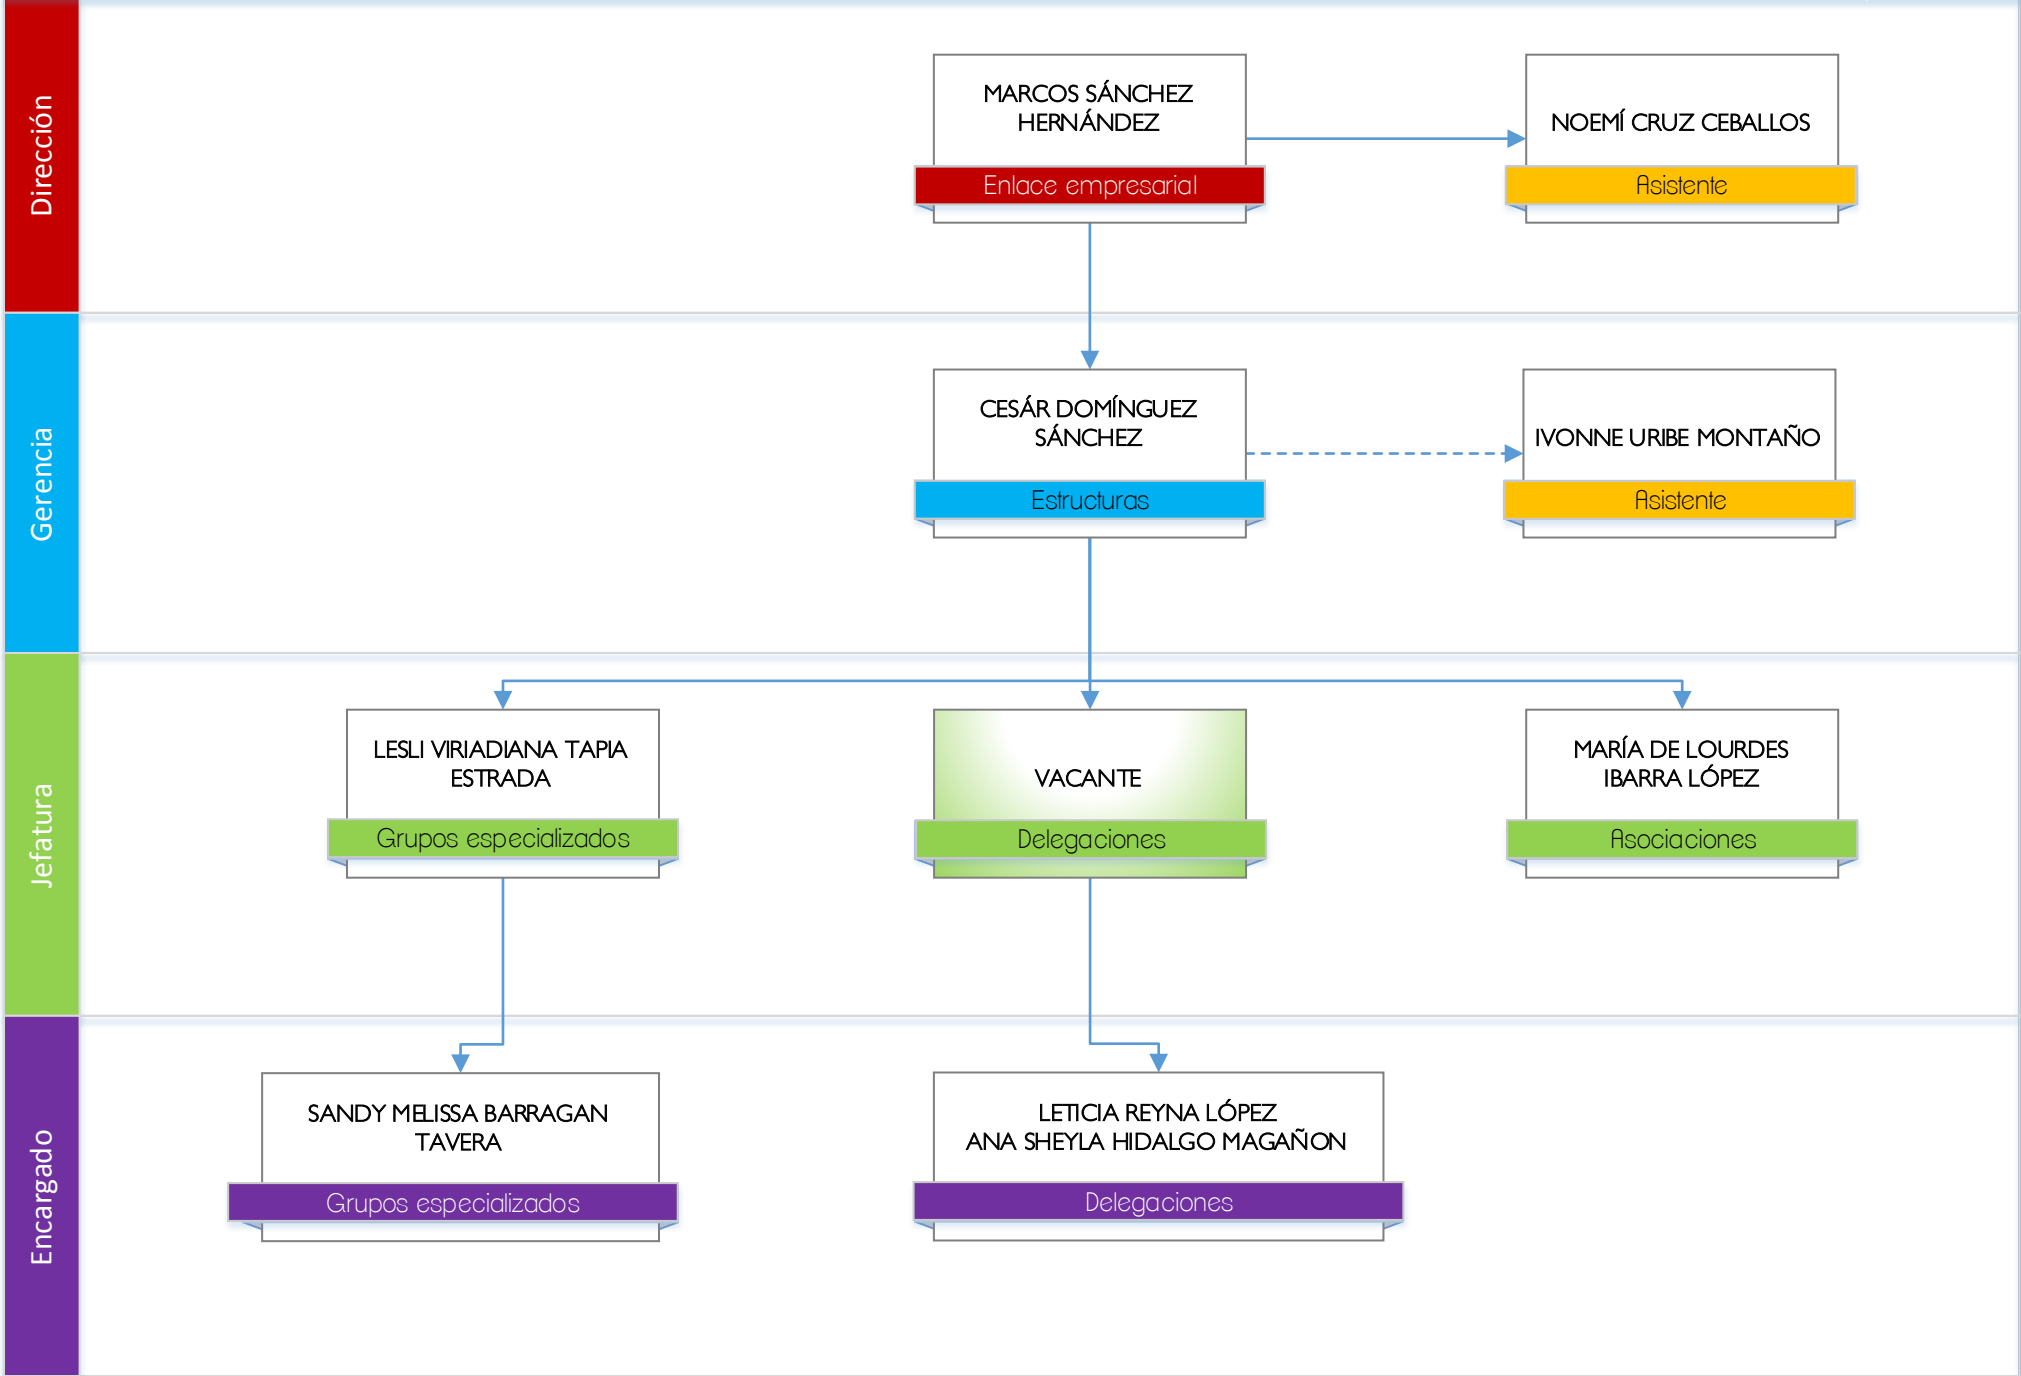 Dirección
MARCOS SÁNCHEZ
HERNÁNDEZ
Enlace empresarial
NOEMÍ CRUZ CEBALLOS
Asistente
Gerencia
CESÁR DOMÍNGUEZ
SÁNCHEZ
Estructuras
IVONNE URIBE MONTAÑO
Asistente
Jefatura
LESLI VIRIADIANA TAPIA
ESTRADA
Grupos especializados
VACANTE
Delegaciones
MARÍA DE LOURDES
IBARRA LÓPEZ
Asociaciones
Encargado
SANDY MELISSA BARRAGAN
TAVERA
Grupos especializados
LETICIA REYNA LÓPEZ
ANA SHEYLA HIDALGO MAGAÑON
Delegaciones